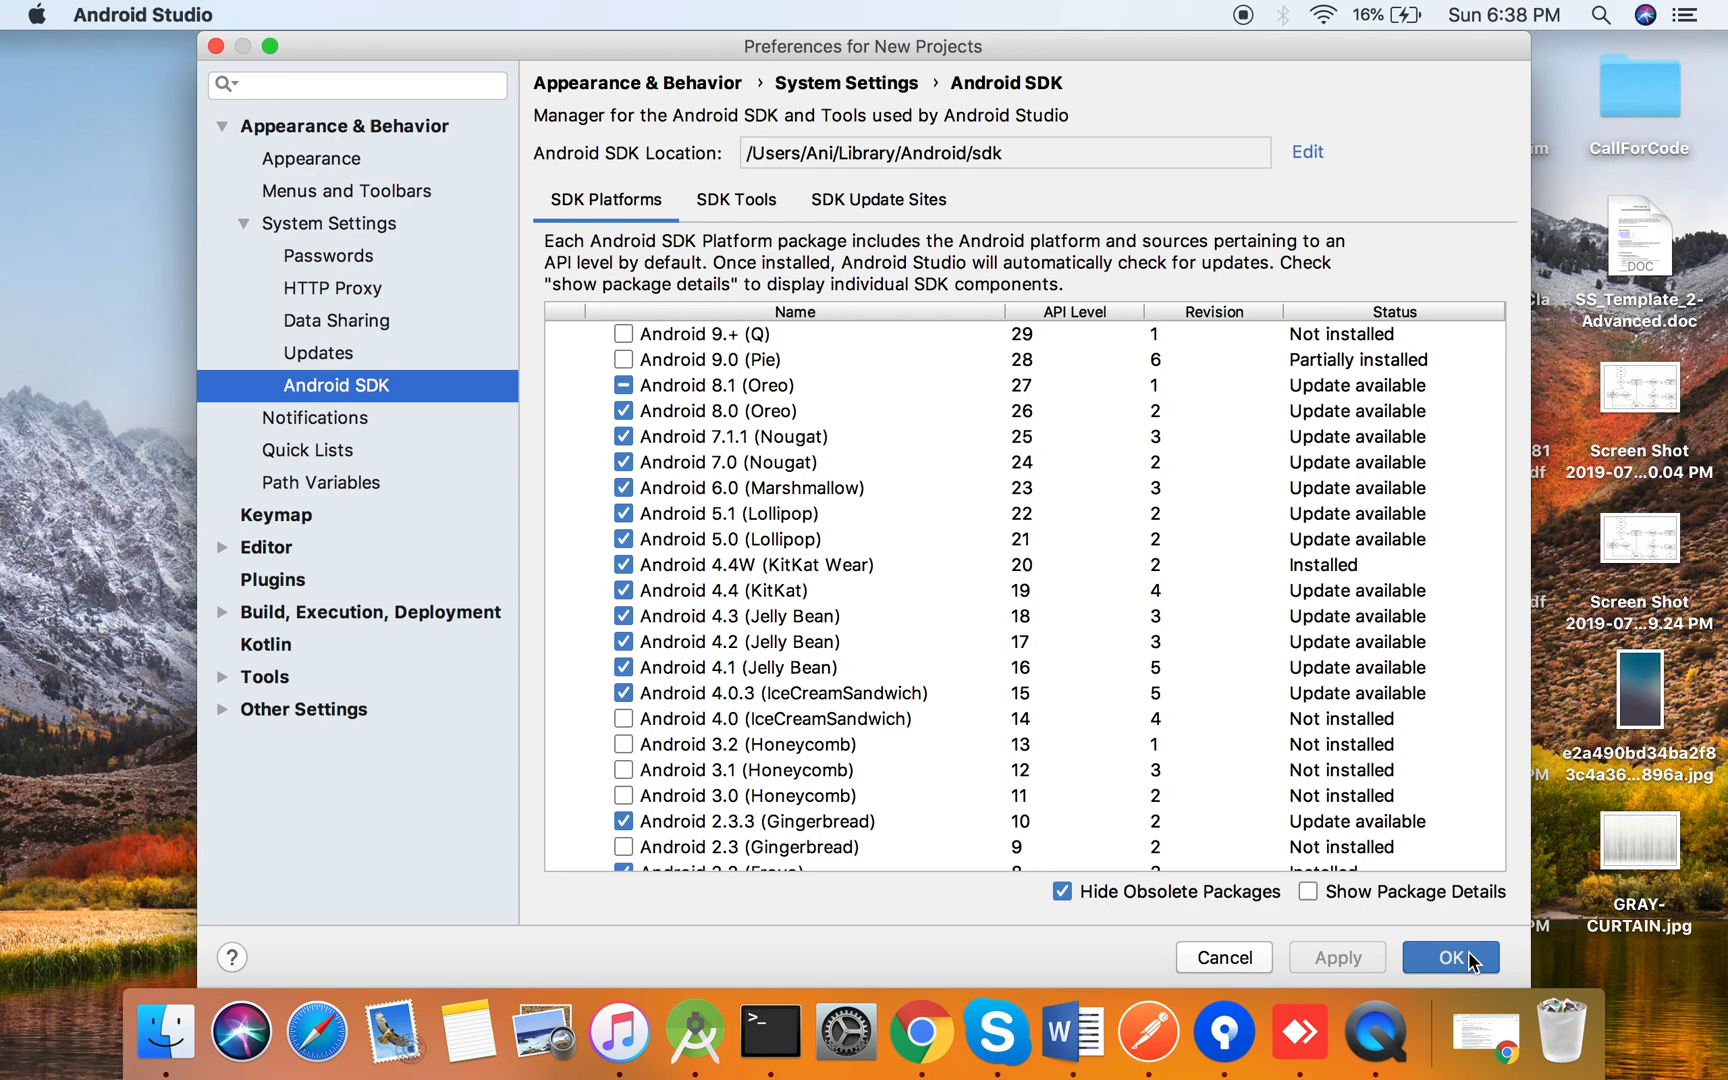 Android Studio
16%
Sun 6:38 PM
Preferences for New Projects
Appearance & Behavior
Appearance
Menus and Toolbars
System Settings
Passwords
HTTP Proxy
Data Sharing
Updates
Android SDK
Notifications
Quick Lists
Path Variables
Keymap
Editor
Plugins
Build, Execution, Deployment
Kotlin
Tools
Other Settings
Appearance & Behavior › System Settings › Android SDK
Manager for the Android SDK and Tools used by Android Studio
Android SDK Location: /Users/Ani/Library/Android/sdk Edit
SDK Platforms SDK Tools SDK Update Sites
Each Android SDK Platform package includes the Android platform and sources pertaining to an
API level by default. Once installed, Android Studio will automatically check for updates. Check
"show package details" to display individual SDK components.
Name API Level Revision Status
Android 9.+ (Q) 29 1 Not installed
Android 9.0 (Pie) 28 6 Partially installed
Android 8.1 (Oreo) 27 1 Update available
Android 8.0 (Oreo) 26 2 Update available
Android 7.1.1 (Nougat) 25 3 Update available
Android 7.0 (Nougat) 24 2 Update available
Android 6.0 (Marshmallow) 23 3 Update available
Android 5.1 (Lollipop) 22 2 Update available
Android 5.0 (Lollipop) 21 2 Update available
Android 4.4W (KitKat Wear) 20 2 Installed
Android 4.4 (KitKat) 19 4 Update available
Android 4.3 (Jelly Bean) 18 3 Update available
Android 4.2 (Jelly Bean) 17 3 Update available
Android 4.1 (Jelly Bean) 16 5 Update available
Android 4.0.3 (IceCreamSandwich) 15 5 Update available
Android 4.0 (IceCreamSandwich) 14 4 Not installed
Android 3.2 (Honeycomb) 13 1 Not installed
Android 3.1 (Honeycomb) 12 3 Not installed
Android 3.0 (Honeycomb) 11 2 Not installed
Android 2.3.3 (Gingerbread) 10 2 Update available
Android 2.3 (Gingerbread) 9 2 Not installed
Hide Obsolete Packages Show Package Details
? Cancel Apply OK
CallForCode
DOC
SS_Template_2-
Advanced.doc
Screen Shot
2019-07...0.04 PM
Screen Shot
2019-07...9.24 PM
e2a490bd34ba2f8
3c4a36...896a.jpg
GRAY-
CURTAIN.jpg